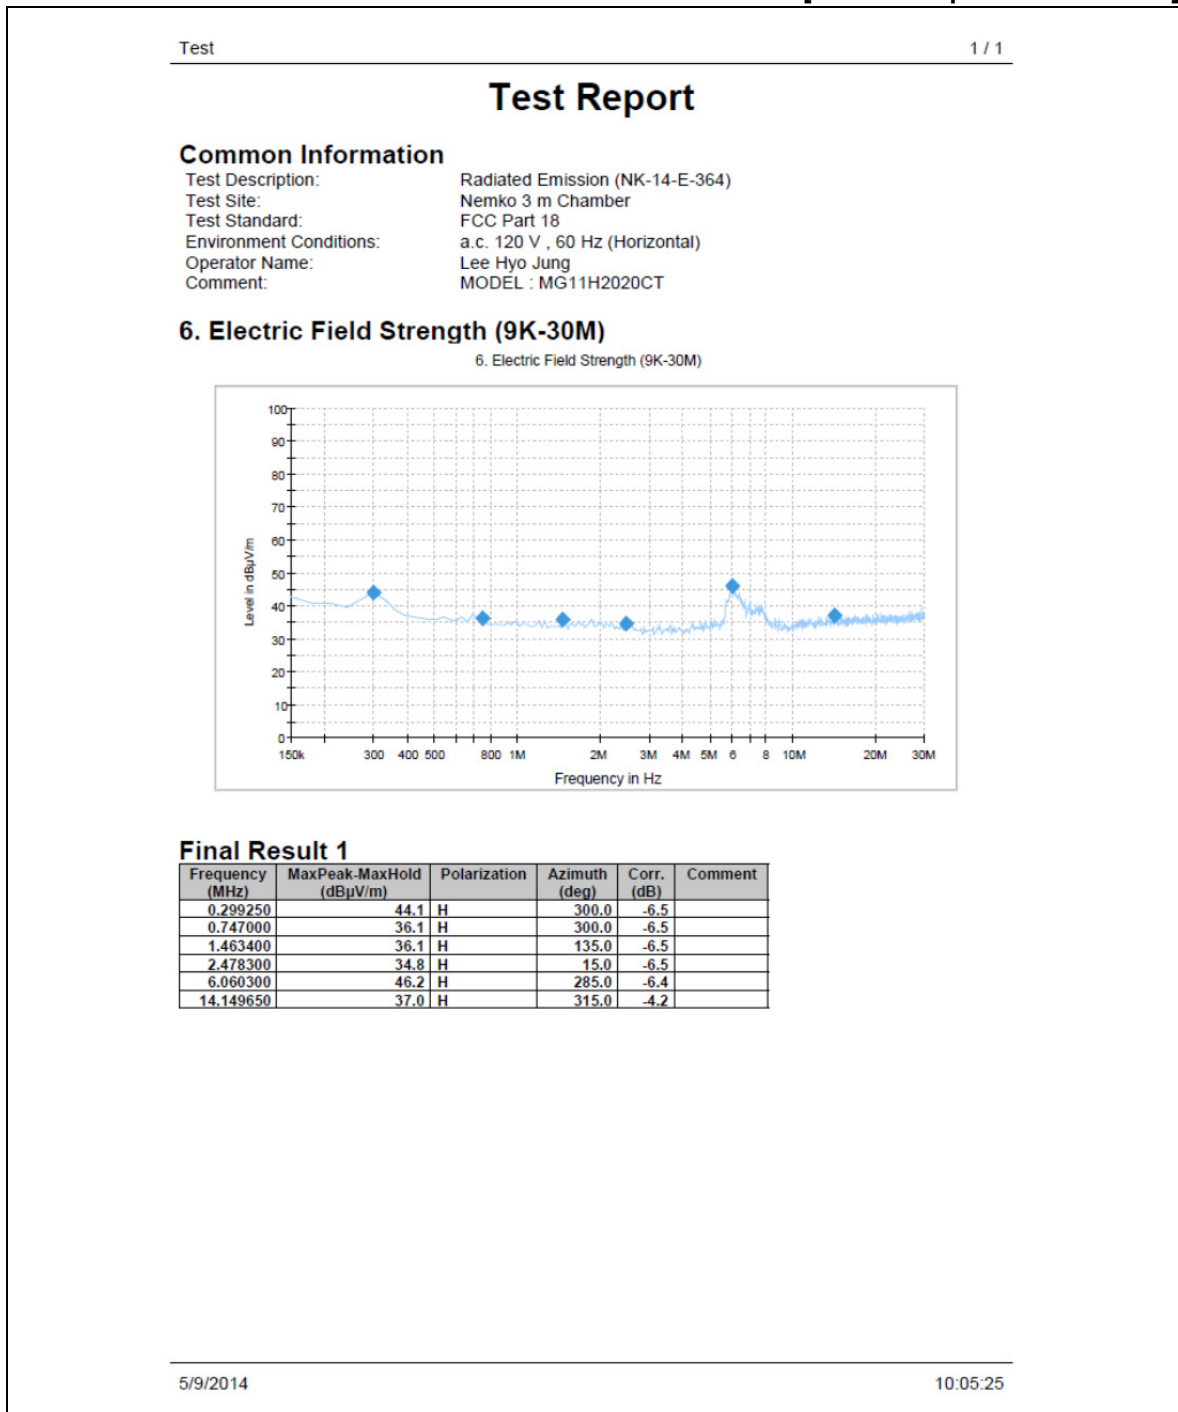 Test 1 / 1
Test Report
Common Information
Test Description: Radiated Emission (NK-14-E-364)
Test Site: Nemko 3 m Chamber
Test Standard: FCC Part 18
Environment Conditions: a.c. 120 V , 60 Hz (Horizontal)
Operator Name: Lee Hyo Jung
Comment: MODEL : MG11H2020CT
6. Electric Field Strength (9K-30M)
6. Electric Field Strength (9K-30M)
100
90
80
70
60
50
40
30
20
10
0
Level in dBµV/m
150k 300 400 500 800 1M 2M 3M 4M 5M 6 8 10M 20M 30M
Frequency in Hz
Final Result 1
Frequency (MHz) MaxPeak-MaxHold (dBµV/m) Polarization Azimuth (deg) Corr. (dB) Comment
0.299250 44.1 H 300.0 -6.5
0.747000 36.1 H 300.0 -6.5
1.463400 36.1 H 135.0 -6.5
2.478300 34.8 H 15.0 -6.5
6.060300 46.2 H 285.0 -6.4
14.149650 37.0 H 315.0 -4.2
5/9/2014 10:05:25